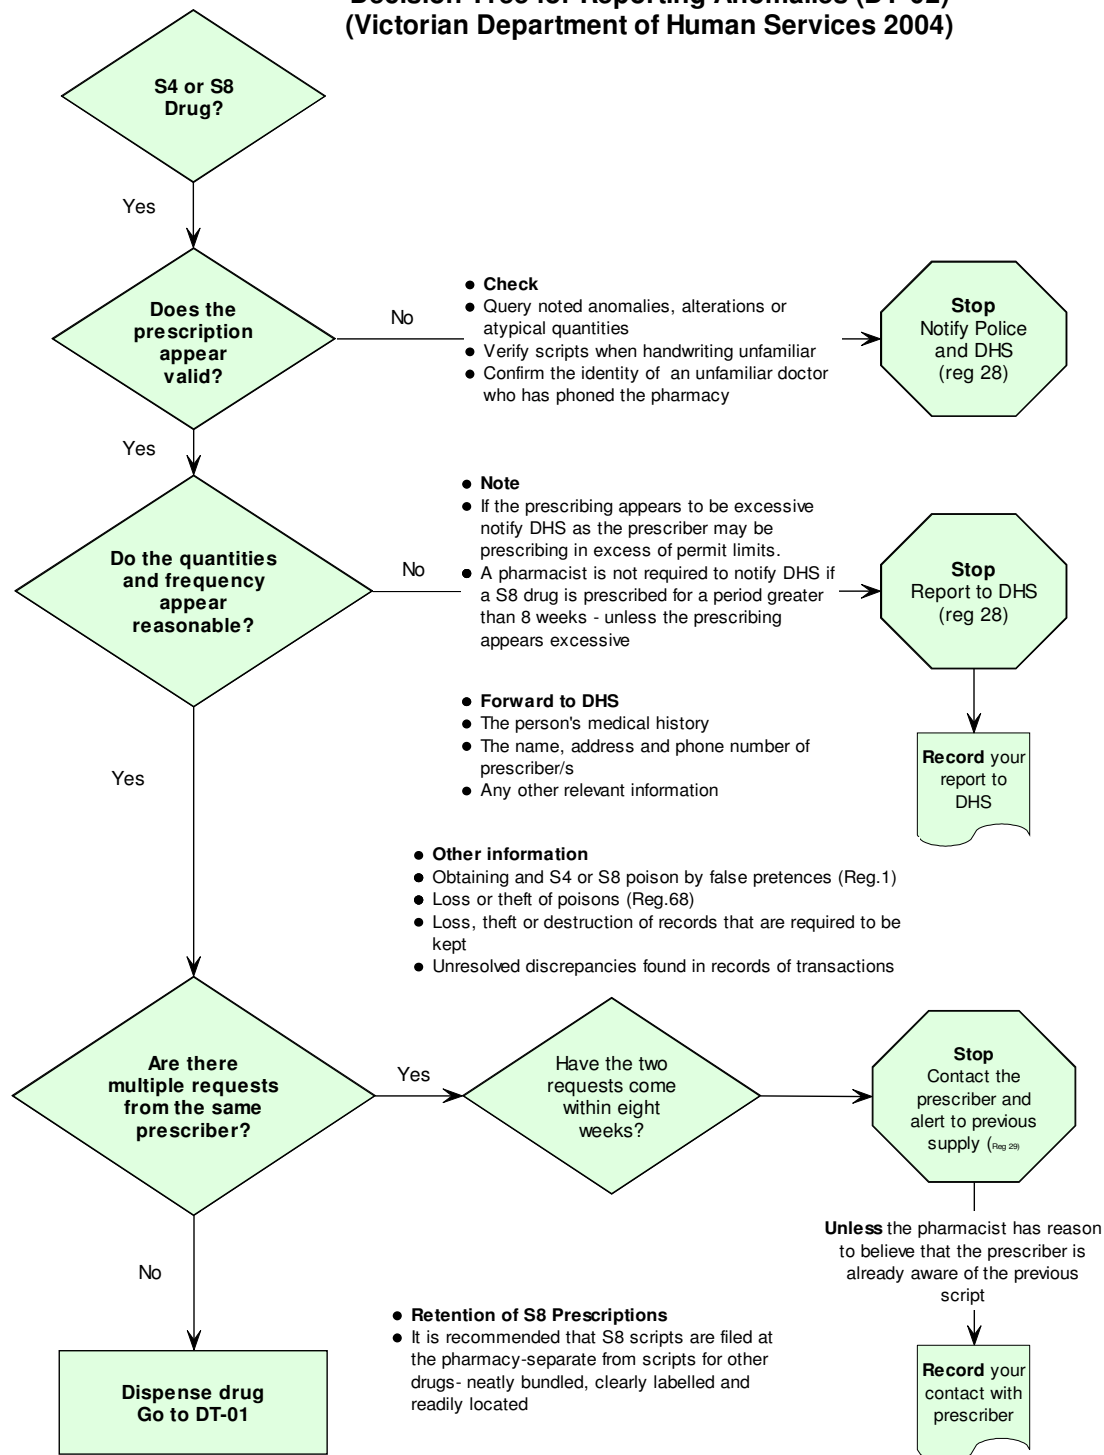 Decision Tree for Reporting Anomalies (DT-02)
(Victorian Department of Human Services 2004)
S4 or S8
Drug?
Yes
Does the
prescription
appear
valid?
No
● Check
● Query noted anomalies, alterations or
atypical quantities
● Verify scripts when handwriting unfamiliar
● Confirm the identity of an unfamiliar doctor
who has phoned the pharmacy
Stop
Notify Police
and DHS
(reg 28)
Yes
Do the quantities
and frequency
appear
reasonable?
No
● Note
● If the prescribing appears to be excessive
notify DHS as the prescriber may be
prescribing in excess of permit limits.
● A pharmacist is not required to notify DHS if
a S8 drug is prescribed for a period greater
than 8 weeks - unless the prescribing
appears excessive
Stop
Report to DHS
(reg 28)
● Forward to DHS
● The person's medical history
● The name, address and phone number of
prescriber/s
● Any other relevant information
Record your
report to
DHS
Yes
● Other information
● Obtaining and S4 or S8 poison by false pretences (Reg.1)
● Loss or theft of poisons (Reg.68)
● Loss, theft or destruction of records that are required to be
kept
● Unresolved discrepancies found in records of transactions
Are there
multiple requests
from the same
prescriber?
Yes
Have the two
requests come
within eight
weeks?
Stop
Contact the
prescriber and
alert to previous
supply (Reg 29)
Unless the pharmacist has reason
to believe that the prescriber is
already aware of the previous
script
No
● Retention of S8 Prescriptions
● It is recommended that S8 scripts are filed at
the pharmacy-separate from scripts for other
drugs- neatly bundled, clearly labelled and
readily located
Record your
contact with
prescriber
Dispense drug
Go to DT-01